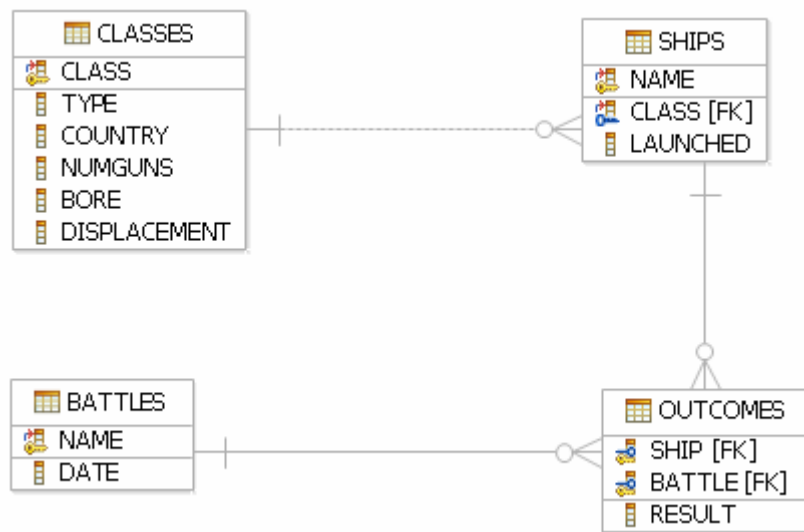 CLASSES
CLASS
TYPE
COUNTRY
NUMGUNS
BORE
DISPLACEMENT
SHIPS
NAME
CLASS [FK]
LAUNCHED
BATTLES
NAME
DATE
OUTCOMES
SHIP [FK]
BATTLE [FK]
RESULT